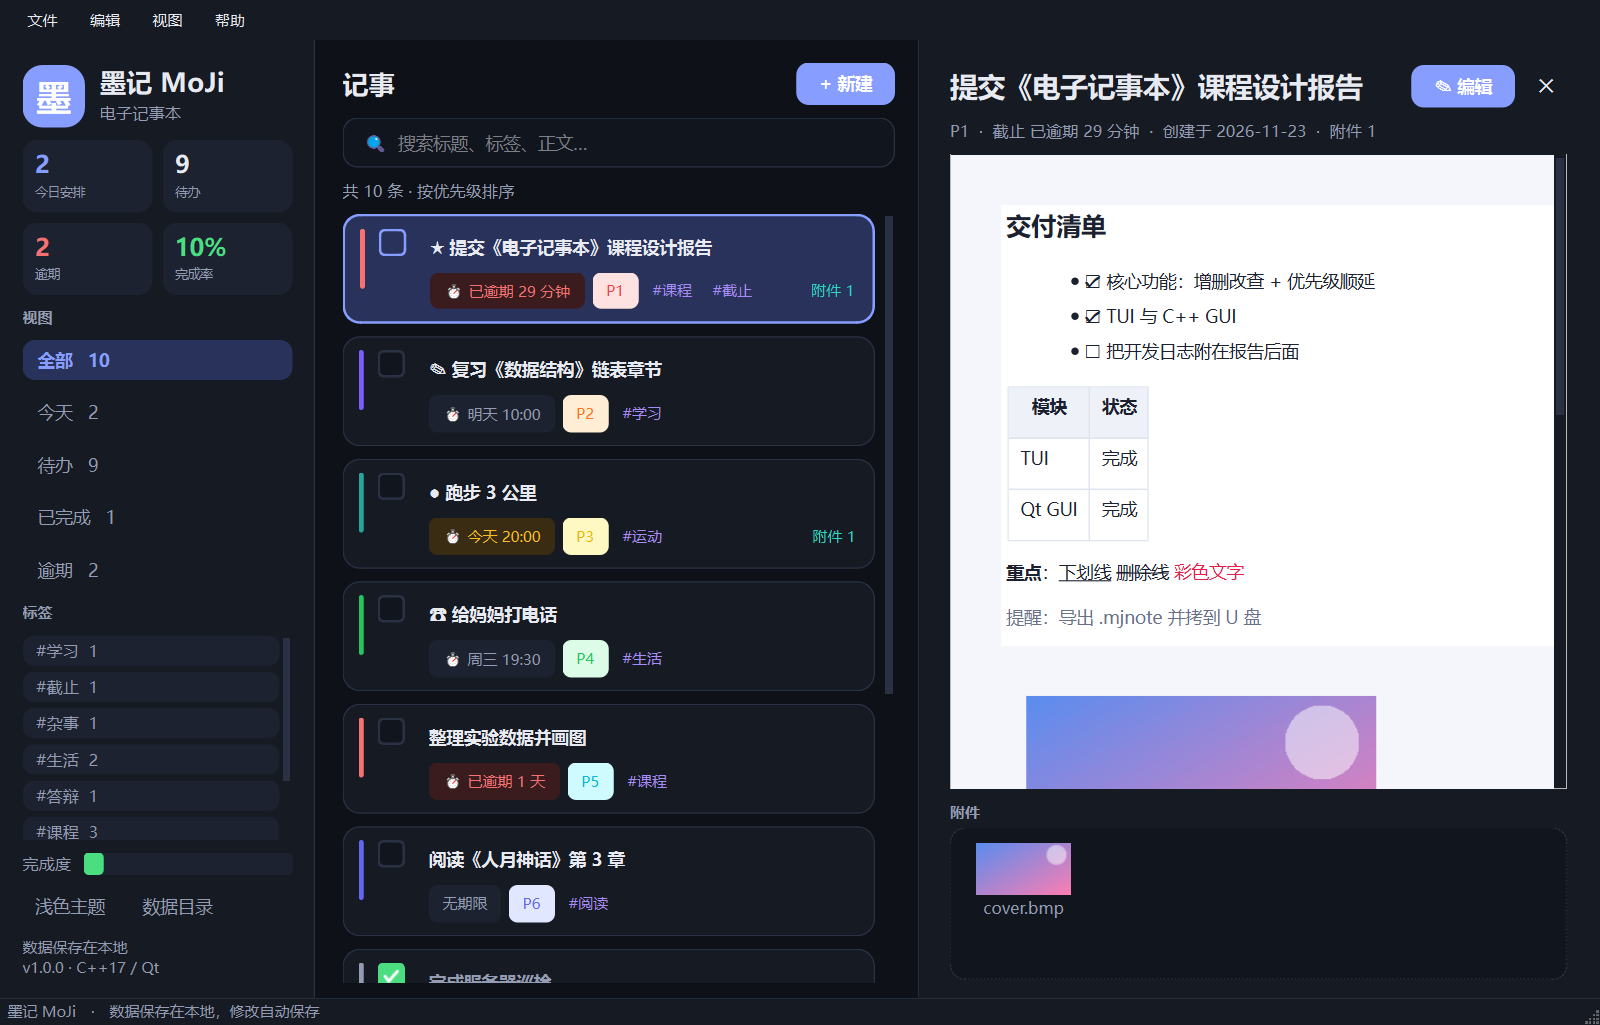 文件 编辑 视图 帮助
墨
墨记 MoJi
电子记事本
2
今日安排
9
待办
2
逾期
10%
完成率
视图
全部 10
今天 2
待办 9
已完成 1
逾期 2
标签
#学习 1
#截止 1
#杂事 1
#生活 2
#答辩 1
#课程 3
完成度
浅色主题 数据目录
数据保存在本地
v1.0.0 · C++17 / Qt
记事
+ 新建
搜索标题、标签、正文...
共 10 条 · 按优先级排序
★ 提交《电子记事本》课程设计报告
已逾期 29 分钟 P1 #课程 #截止 附件 1
✎ 复习《数据结构》链表章节
明天 10:00 P2 #学习
● 跑步 3 公里
今天 20:00 P3 #运动 附件 1
☎ 给妈妈打电话
周三 19:30 P4 #生活
整理实验数据并画图
已逾期 1 天 P5 #课程
阅读《人月神话》第 3 章
无期限 P6 #阅读
完成服务器巡检
提交《电子记事本》课程设计报告
✎ 编辑
P1 · 截止 已逾期 29 分钟 · 创建于 2026-11-23 · 附件 1
交付清单
• ☑ 核心功能：增删改查 + 优先级顺延
• ☑ TUI 与 C++ GUI
• ☐ 把开发日志附在报告后面
模块 状态
TUI 完成
Qt GUI 完成
重点：下划线 删除线 彩色文字
提醒：导出 .mjnote 并拷到 U 盘
附件
cover.bmp
墨记 MoJi · 数据保存在本地，修改自动保存